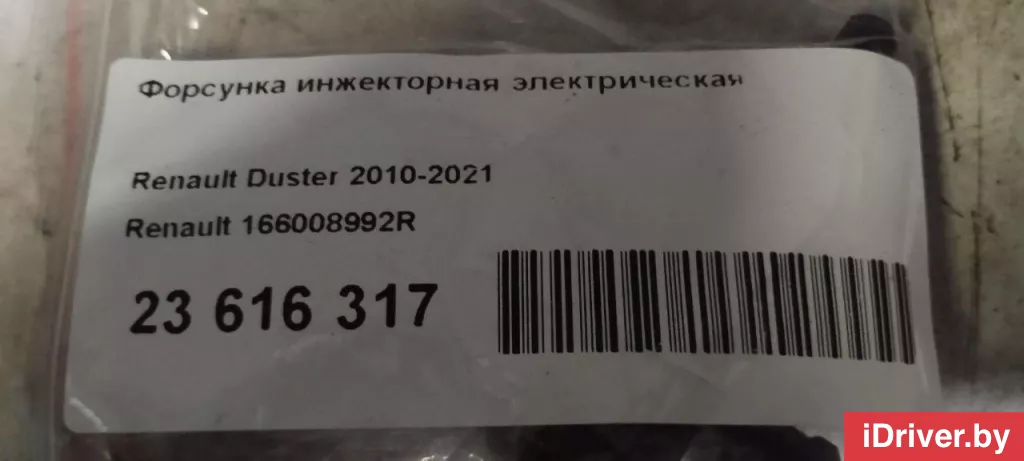 Форсунка инжекторная электрическая
Renault Duster 2010-2021
Renault 166008992R
23 616 317
iDriver.by